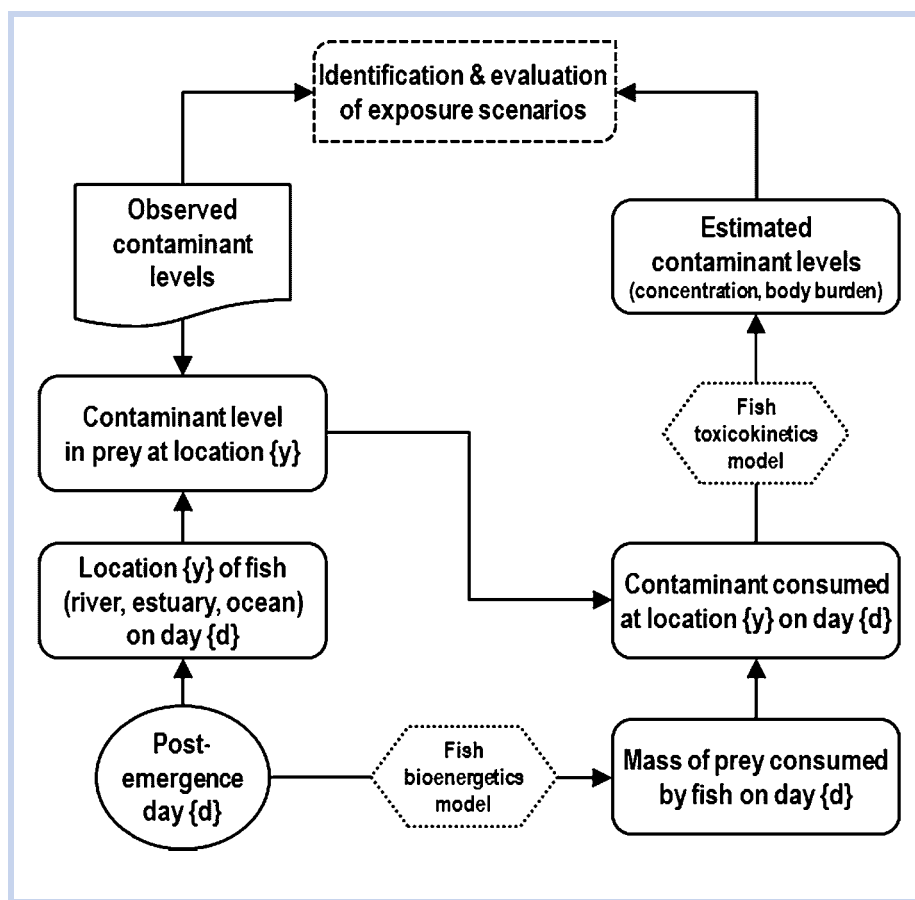 Identification & evaluation
of exposure scenarios
Observed
contaminant
levels
Estimated
contaminant levels
(concentration, body burden)
Contaminant level
in prey at location {y}
Fish
toxicokinetics
model
Location {y} of fish
(river, estuary, ocean)
on day {d}
Contaminant consumed
at location {y} on day {d}
Post-
emergence
day {d}
Fish
bioenergetics
model
Mass of prey consumed
by fish on day {d}